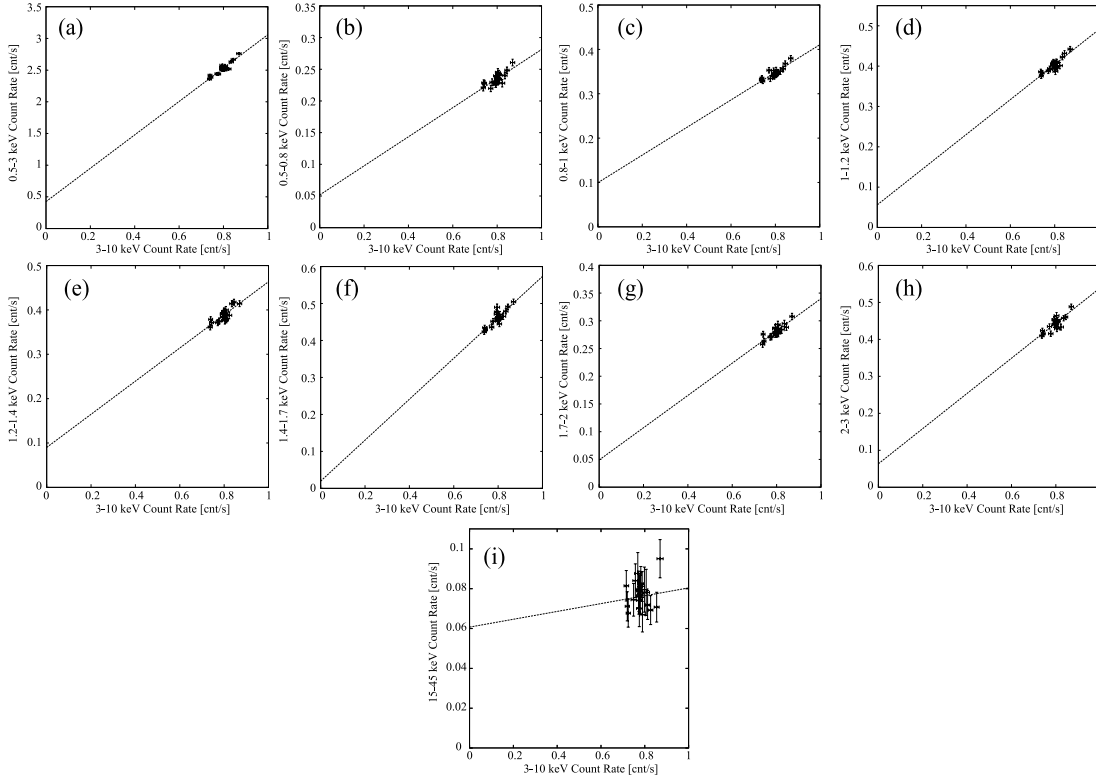 (a)
0.5–3 keV Count Rate [cnt/s]
3.5
3
2.5
2
1.5
1
0.5
0
0 0.2 0.4 0.6 0.8 1
3–10 keV Count Rate [cnt/s]
(b)
0.5–0.8 keV Count Rate [cnt/s]
0.3
0.25
0.2
0.15
0.1
0.05
0
0 0.2 0.4 0.6 0.8 1
3–10 keV Count Rate [cnt/s]
(c)
0.8–1 keV Count Rate [cnt/s]
0.5
0.4
0.3
0.2
0.1
0
0 0.2 0.4 0.6 0.8 1
3–10 keV Count Rate [cnt/s]
(d)
1–1.2 keV Count Rate [cnt/s]
0.5
0.4
0.3
0.2
0.1
0
0 0.2 0.4 0.6 0.8 1
3–10 keV Count Rate [cnt/s]
(e)
1.2–1.4 keV Count Rate [cnt/s]
0.5
0.4
0.3
0.2
0.1
0
0 0.2 0.4 0.6 0.8 1
3–10 keV Count Rate [cnt/s]
(f)
1.4–1.7 keV Count Rate [cnt/s]
0.6
0.5
0.4
0.3
0.2
0.1
0
0 0.2 0.4 0.6 0.8 1
3–10 keV Count Rate [cnt/s]
(g)
1.7–2 keV Count Rate [cnt/s]
0.4
0.35
0.3
0.25
0.2
0.15
0.1
0.05
0
0 0.2 0.4 0.6 0.8 1
3–10 keV Count Rate [cnt/s]
(h)
2–3 keV Count Rate [cnt/s]
0.6
0.5
0.4
0.3
0.2
0.1
0
0 0.2 0.4 0.6 0.8 1
3–10 keV Count Rate [cnt/s]
(i)
15–45 keV Count Rate [cnt/s]
0.1
0.08
0.06
0.04
0.02
0
0 0.2 0.4 0.6 0.8 1
3–10 keV Count Rate [cnt/s]